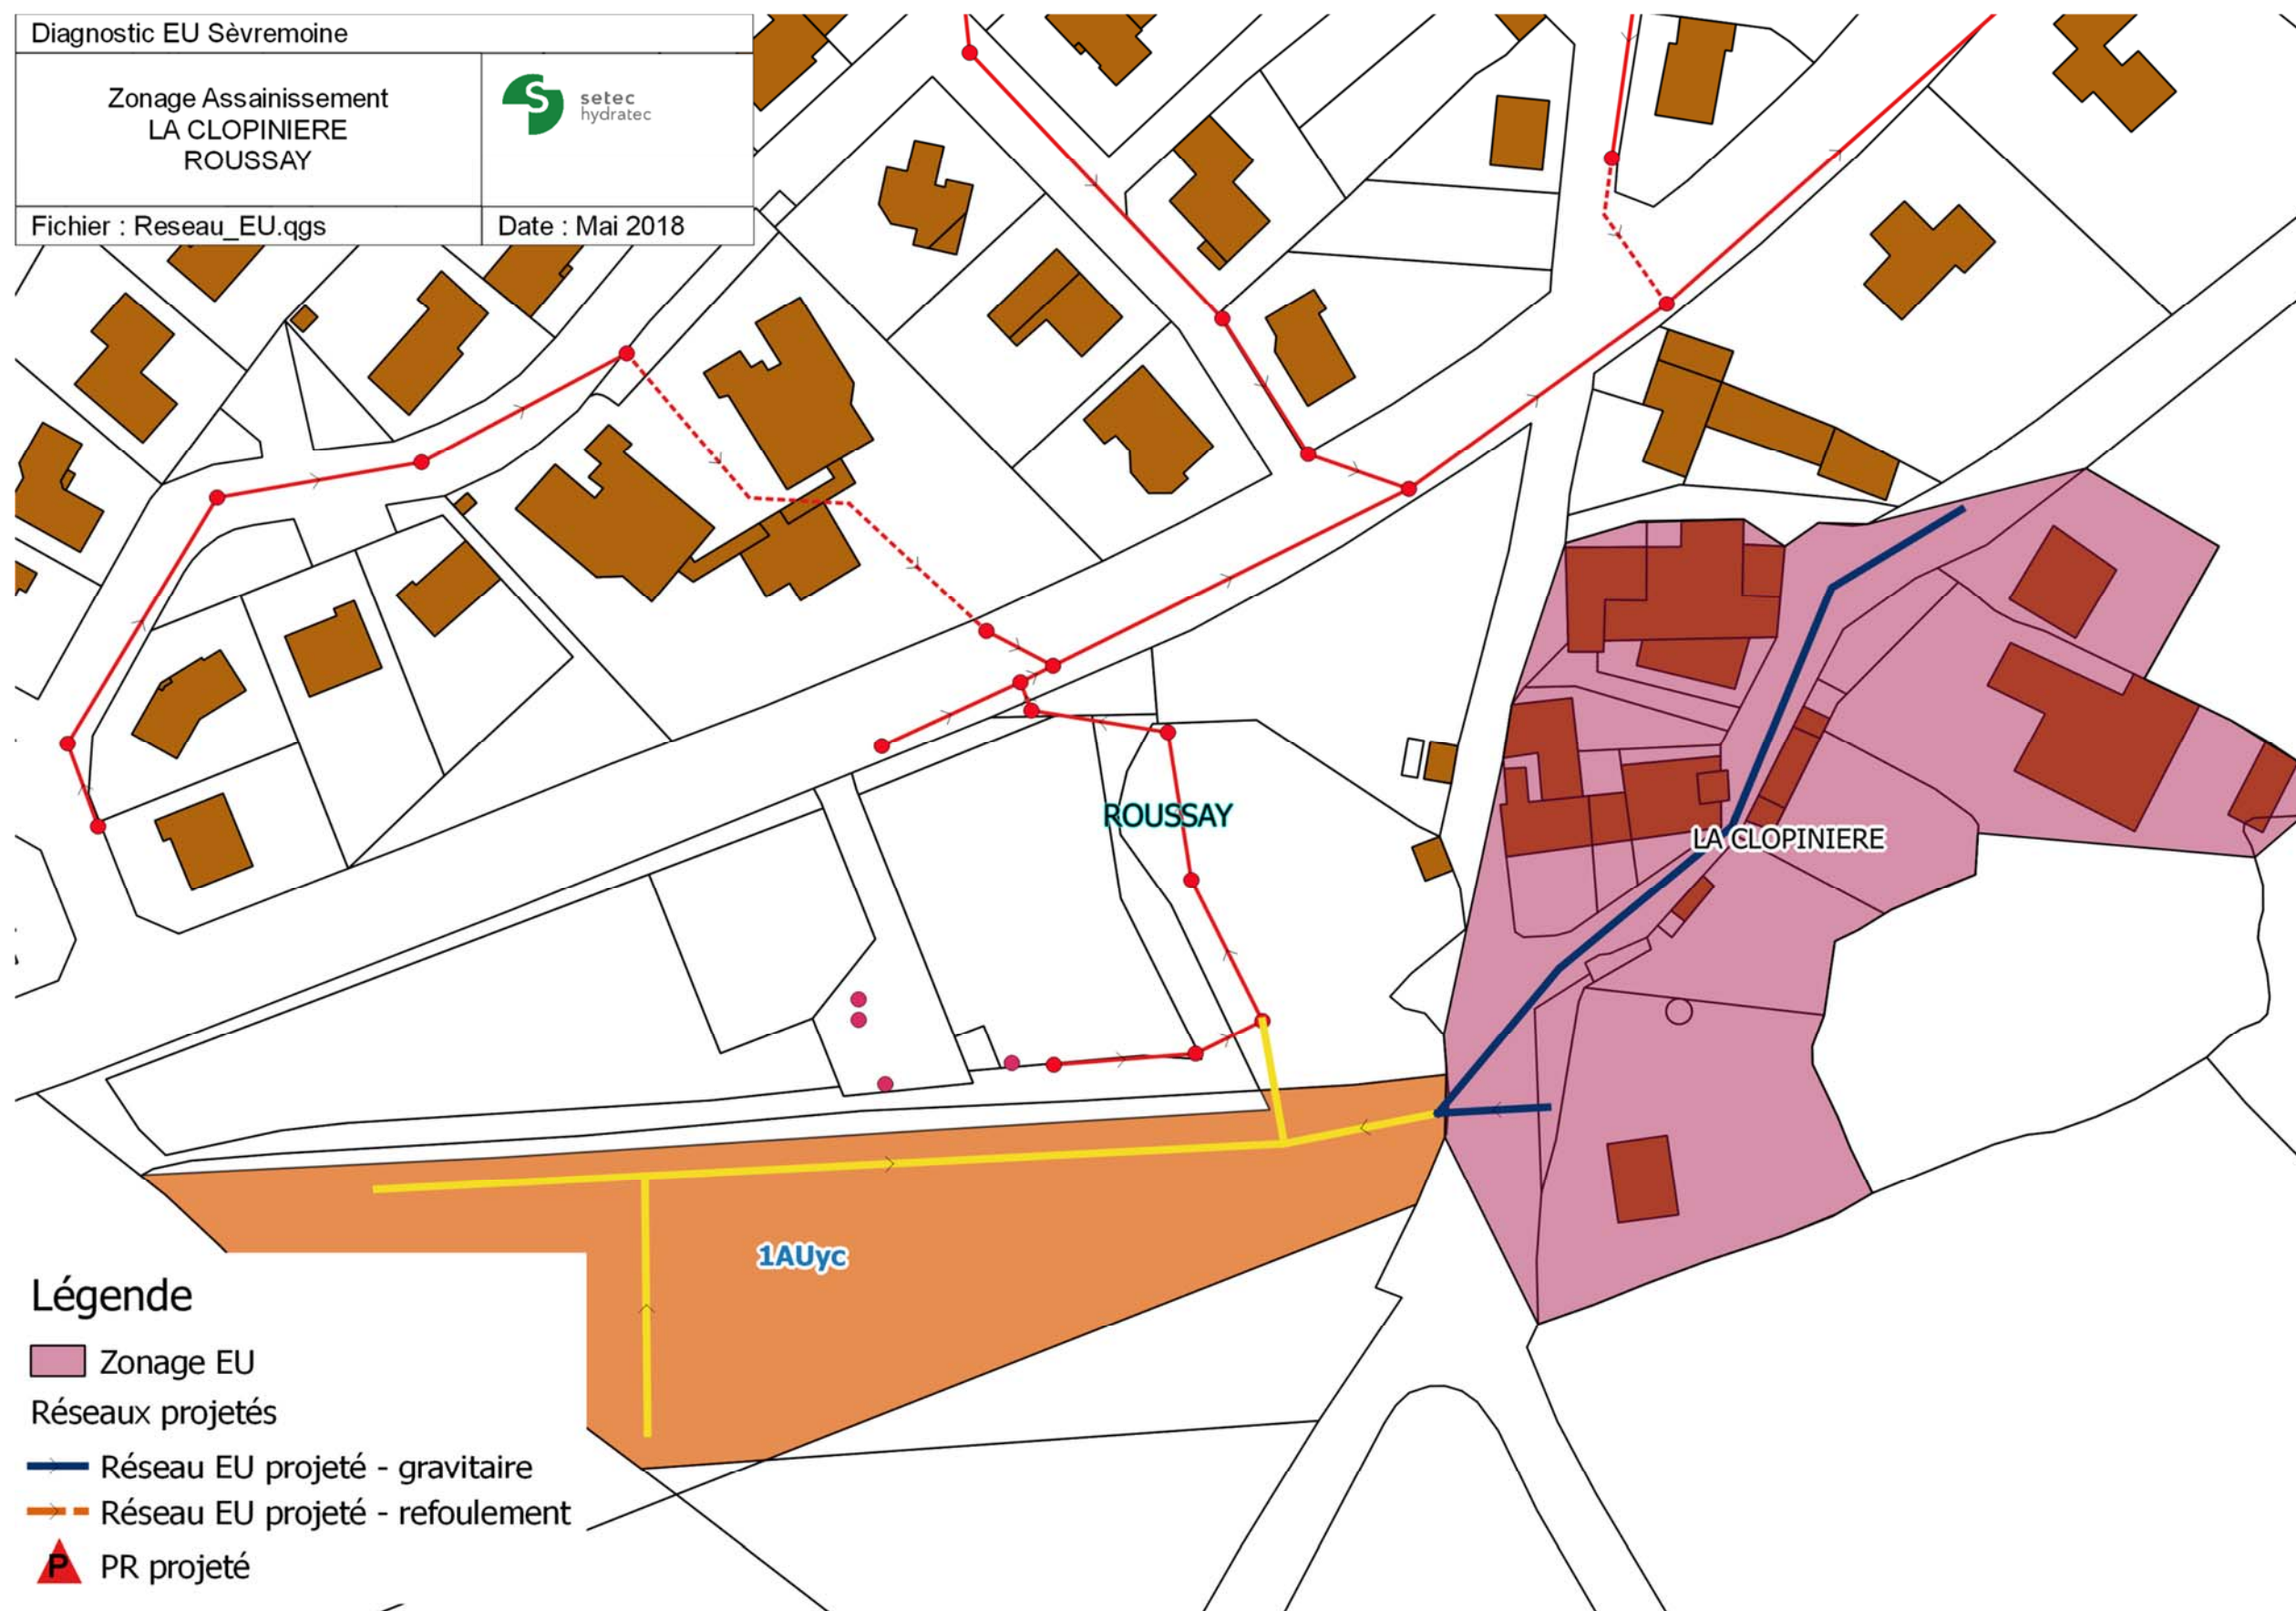 Diagnostic EU Sèvremoine
Zonage Assainissement
LA CLOPINIERE
ROUSSAY
S
setec
hydratec
Fichier : Reseau_EU.qgs
Date : Mai 2018
ROUSSAY
LA CLOPINIERE
1AUyc
Légende
Zonage EU
Réseaux projetés
Réseau EU projeté - gravitaire
Réseau EU projeté - refoulement
P PR projeté